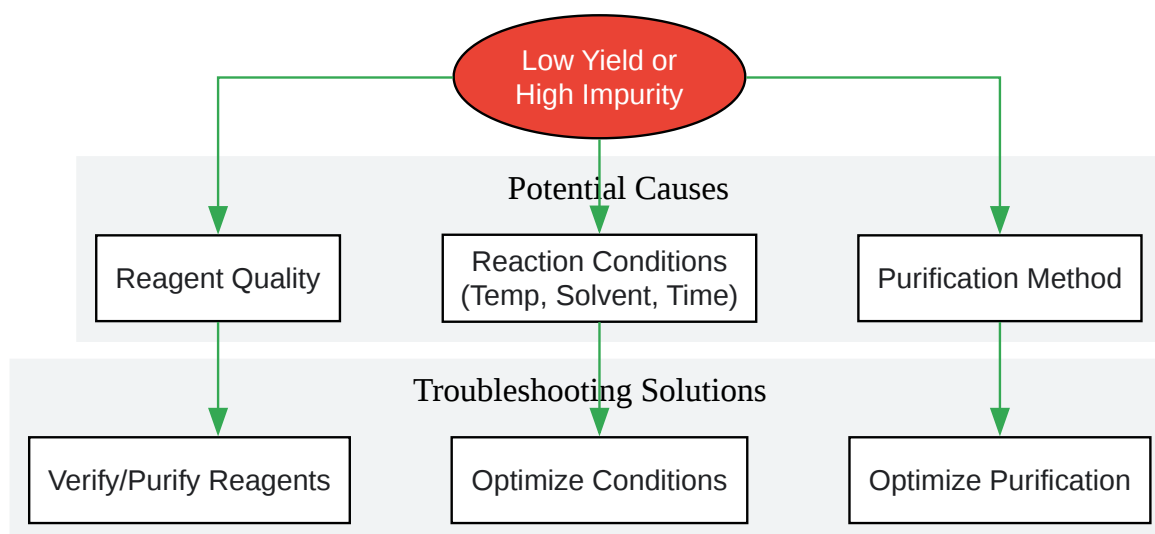 Low Yield or
High Impurity
Potential Causes
Reagent Quality
Reaction Conditions
(Temp, Solvent, Time)
Purification Method
Troubleshooting Solutions
Verify/Purify Reagents
Optimize Conditions
Optimize Purification